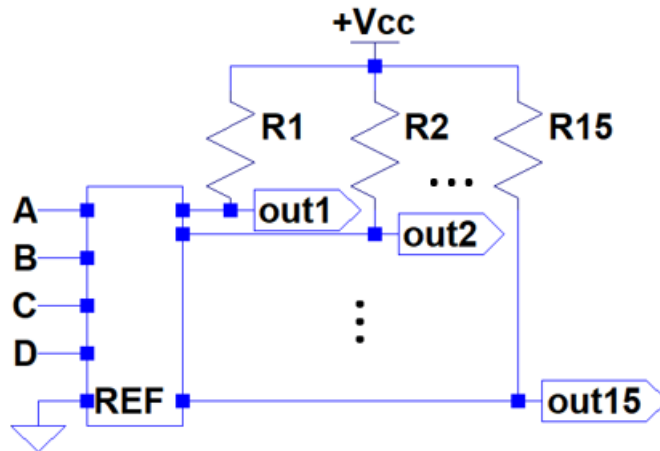 +Vcc
R1 R2 R15
A out1
out2
B
C
D
REF out15